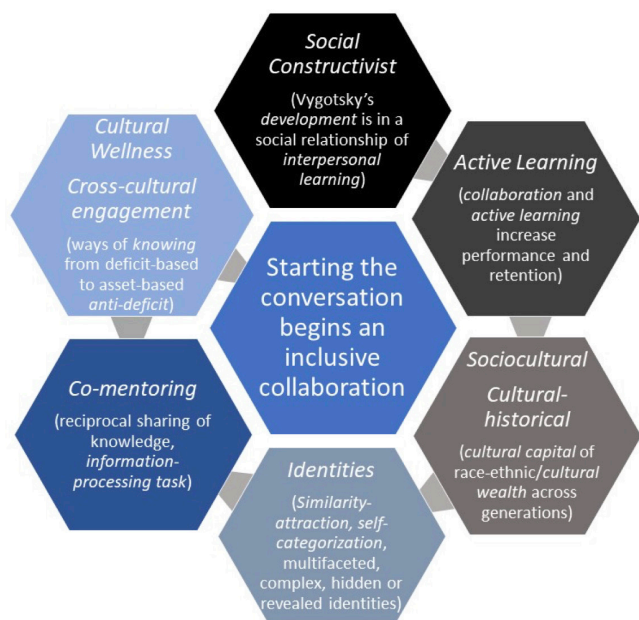 Social
Constructivist
(Vygotsky's
development is in a
social relationship of
interpersonal
learning)
Active Learning
(collaboration and
active learning
increase
performance and
retention)
Sociocultural
Cultural-
historical
(cultural capital of
race-ethnic/cultural
wealth across
generations)
Identities
(Similarity-
attraction, self-
categorization,
multifaceted,
complex, hidden or
revealed identities)
Co-mentoring
(reciprocal sharing of
knowledge,
information-
processing task)
Cultural
Wellness
Cross-cultural
engagement
(ways of knowing
from deficit-based
to asset-based
anti-deficit)
Starting the
conversation
begins an
inclusive
collaboration